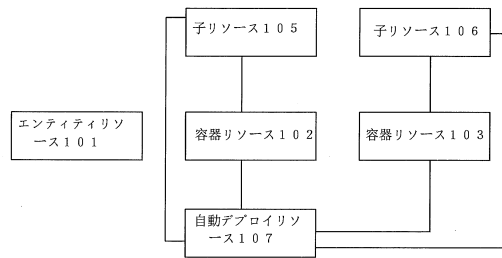 子リソース105
子リソース106
エンティティリソ
ース101
容器リソース102
容器リソース103
自動デプロイリソ
ース107